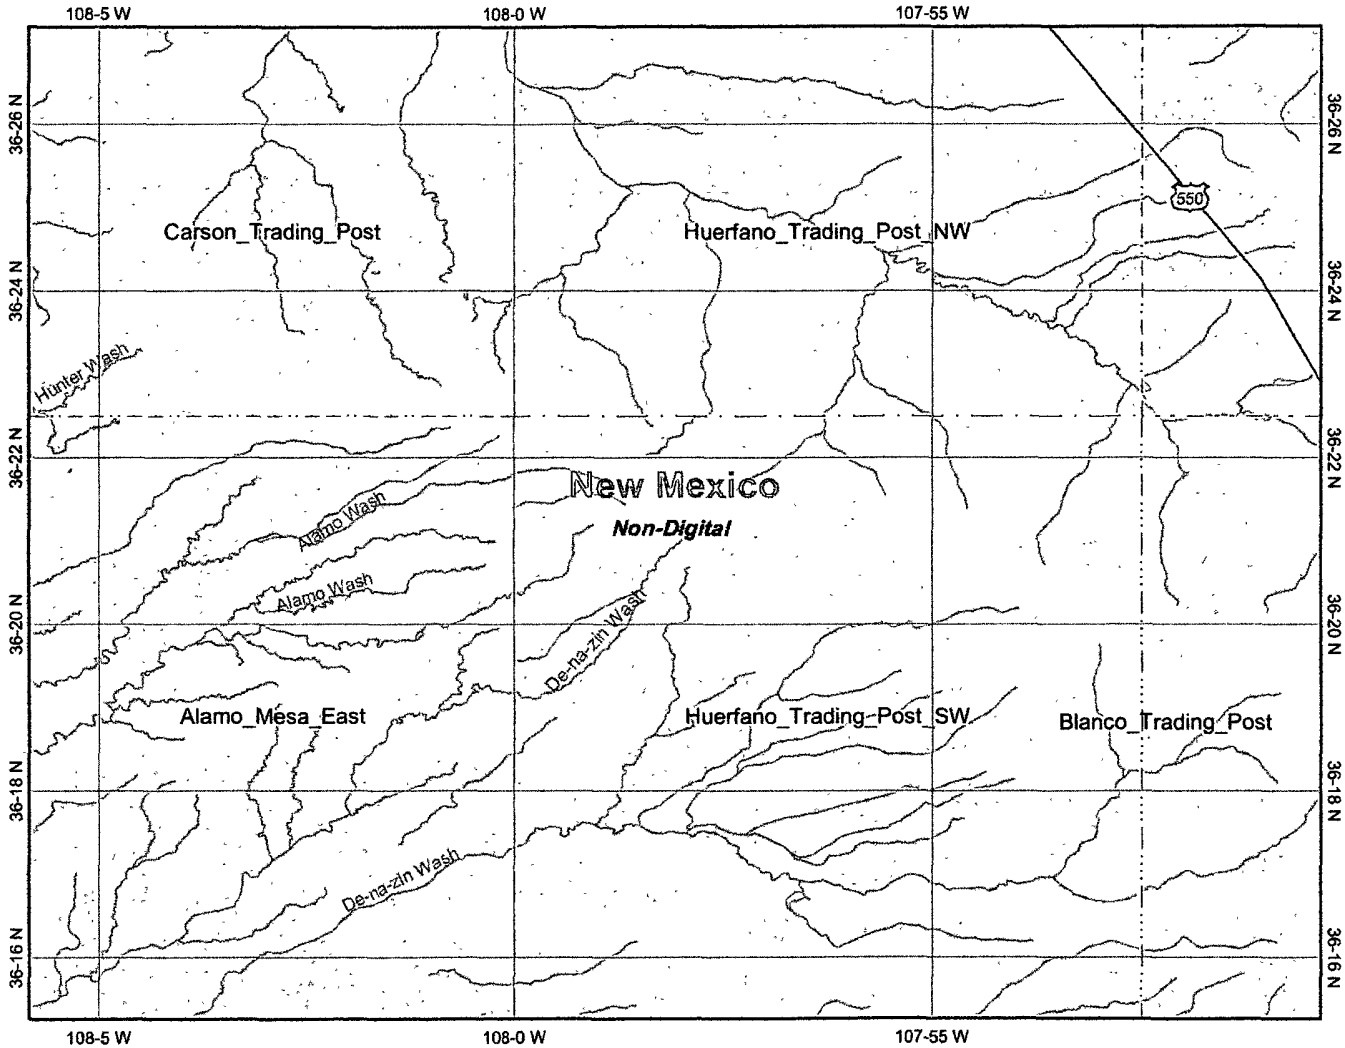 108-5 W
108-0 W
107-55 W
36-26 N
36-26 N
550
Carson_Trading_Post
Huerfano_Trading_Post_NW
36-24 N
36-24 N
Hunter Wash
36-22 N
36-22 N
New Mexico
Alamo Wash
Non-Digital
Alamo Wash
36-20 N
36-20 N
De-na-zin Wash
Alamo_Mesa_East
Huerfano_Trading_Post_SW
Blanco_Trading_Post
36-18 N
36-18 N
De-na-zin Wash
36-16 N
36-16 N
108-5 W
108-0 W
107-55 W